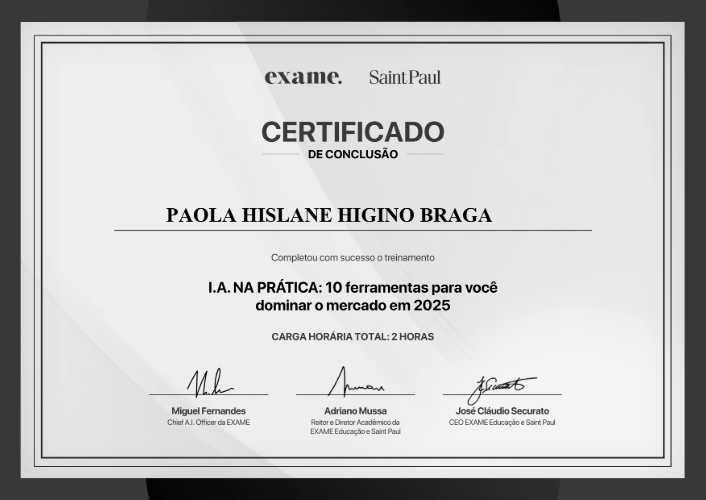 exame. Saint Paul
CERTIFICADO
DE CONCLUSÃO
PAOLA HISLANE HIGINO BRAGA
Completou com sucesso o treinamento
I.A. NA PRÁTICA: 10 ferramentas para você
dominar o mercado em 2025
CARGA HORÁRIA TOTAL: 2 HORAS
Miguel Fernandes
Chief A.I. Officer da EXAME
Adriano Mussa
Reitor e Diretor Acadêmico da
EXAME Educação e Saint Paul
José Cláudio Securato
CEO EXAME Educação e Saint Paul